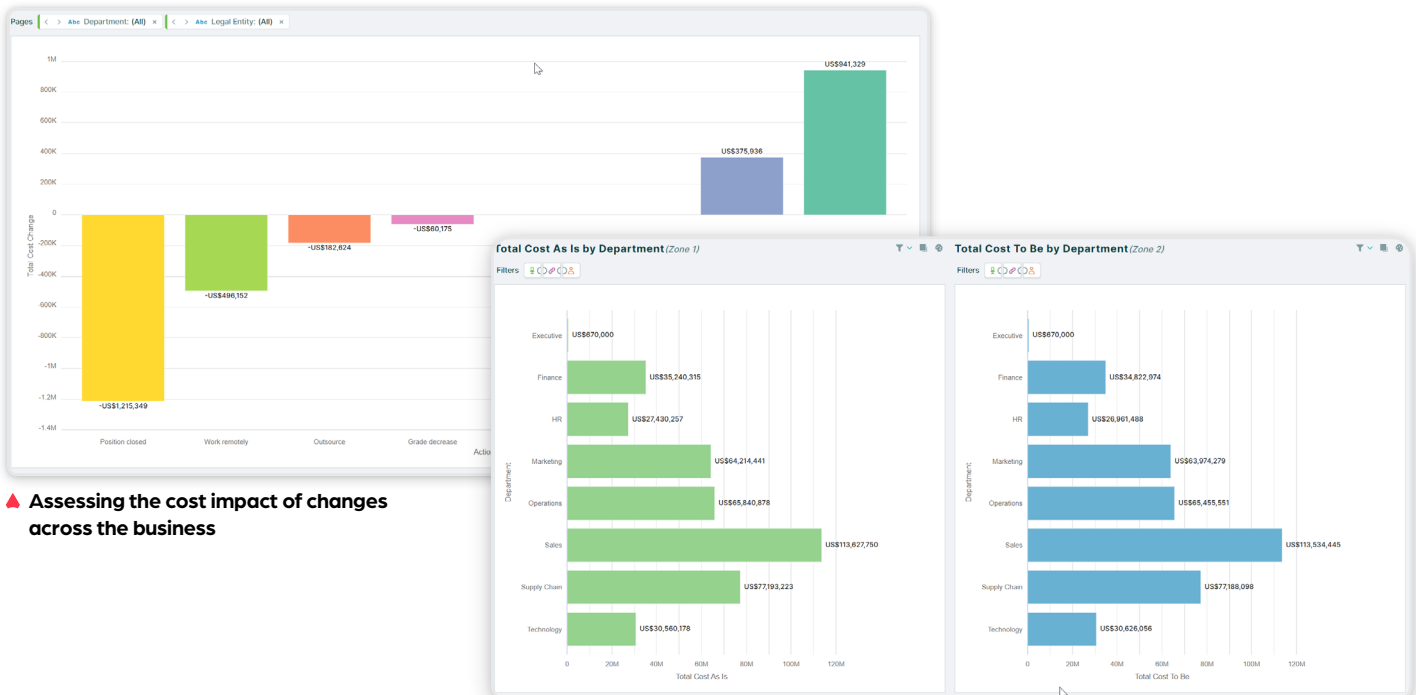 Pages < > Abc Department: (All) × < > Abc Legal Entity: (All) ×
1M
800K
600K
400K
200K
0
-200K
-400K
-600K
-800K
-1M
-1.2M
-1.4M
Total Cost Change
US$941,329
US$375,936
-US$60,175
-US$182,624
-US$496,152
-US$1,215,349
Position closed
Work remotely
Outsource
Grade decrease
Actio
Assessing the cost impact of changes
across the business
Total Cost As Is by Department (Zone 1)
Filters
Department
Executive US$670,000
Finance US$35,240,315
HR US$27,430,257
Marketing US$64,214,441
Operations US$65,840,878
Sales US$113,627,750
Supply Chain US$77,193,223
Technology US$30,560,178
0 20M 40M 60M 80M 100M 120M
Total Cost As Is
Total Cost To Be by Department (Zone 2)
Filters
Department
Executive US$670,000
Finance US$34,822,974
HR US$26,961,488
Marketing US$63,974,279
Operations US$65,455,551
Sales US$113,534,445
Supply Chain US$77,188,098
Technology US$30,626,056
0 20M 40M 60M 80M 100M 120M
Total Cost To Be